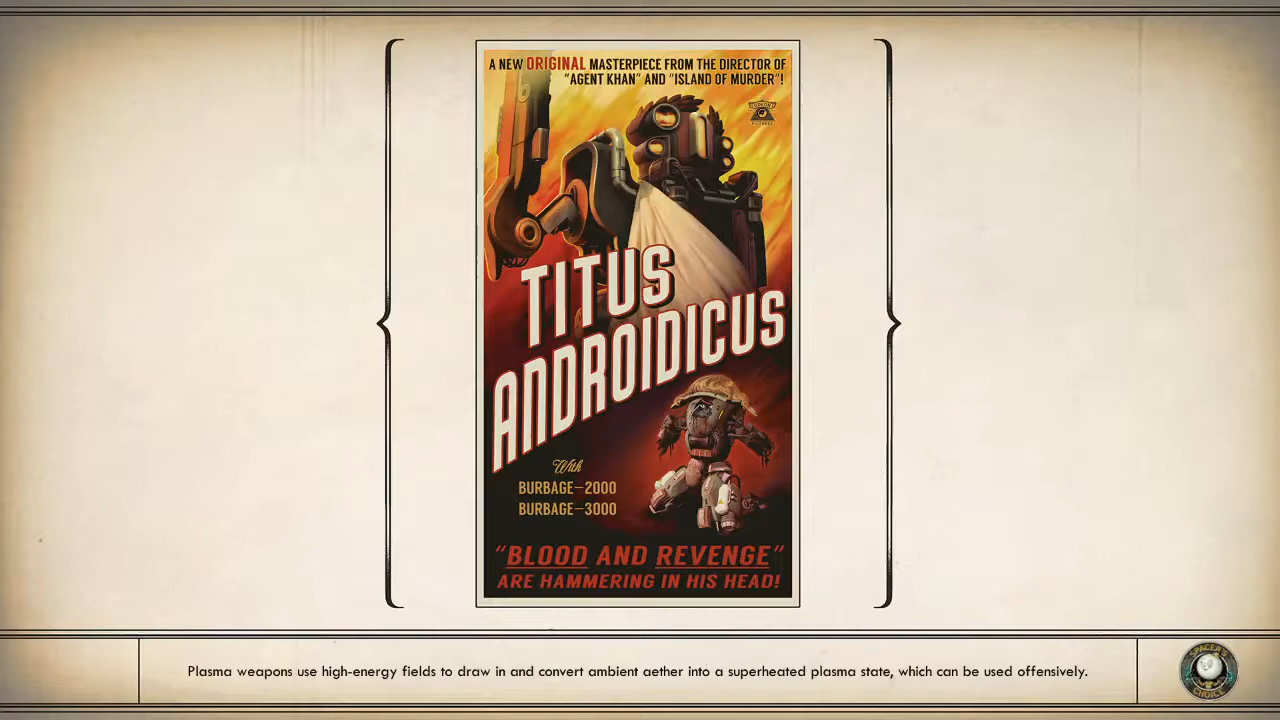 A NEW ORIGINAL MASTERPIECE FROM THE DIRECTOR OF
"AGENT KHAN" AND "ISLAND OF MURDER"!
ODEON
PICTURES
TITUS
ANDROIDICUS
With
BURBAGE-2000
BURBAGE-3000
"BLOOD AND REVENGE"
ARE HAMMERING IN HIS HEAD!
Plasma weapons use high-energy fields to draw in and convert ambient aether into a superheated plasma state, which can be used offensively.
SPACER'S
CHOICE